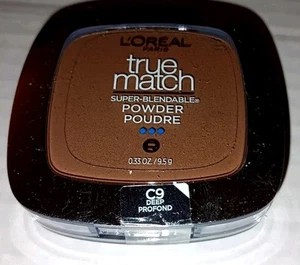 L'ORÉAL
PARIS
true
match
SUPER-BLENDABLE®
POWDER
POUDRE
0.33 OZ / 9.5 g
C9
DEEP
PROFOND